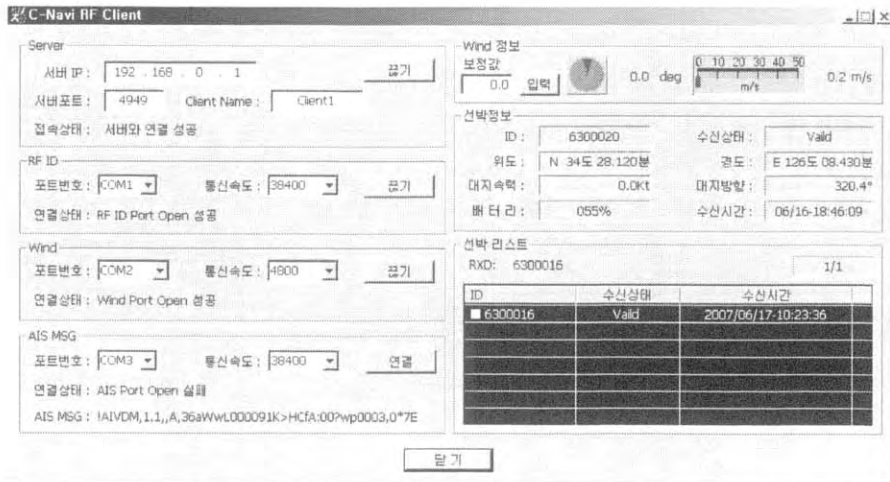 C-Navi RF Client
Server
서버 IP : 192 . 168 . 0 . 1 끊기
서버포트 : 4949 Client Name : Client1
접속상태 : 서버와 연결 성공
RF ID
포트번호 : COM1 통신속도 : 38400 끊기
연결상태 : RF ID Port Open 성공
Wind
포트번호 : COM2 통신속도 : 4800 끊기
연결상태 : Wind Port Open 성공
AIS MSG
포트번호 : COM3 통신속도 : 38400 연결
연결상태 : AIS Port Open 실패
AIS MSG : !AIVDM,1.1,,A,36aWwL000091K>HCfA:00?wp0003,0*7E
Wind 정보
보정값
0.0 입력 0.0 deg 0 10 20 30 40 50 m/s 0.2 m/s
선박정보
ID : 6300020 수신상태 : Vaild
위도 : N 34도 28.120분 경도 : E 126도 08.430분
대지속력 : 0.0Kt 대지방향 : 320.4°
배 터 리 : 055% 수신시간 : 06/16-18:46:09
선박 리스트
RXD: 6300016 1/1
ID 수신상태 수신시간
6300016 Vaild 2007/06/17-10:23:36
닫 기